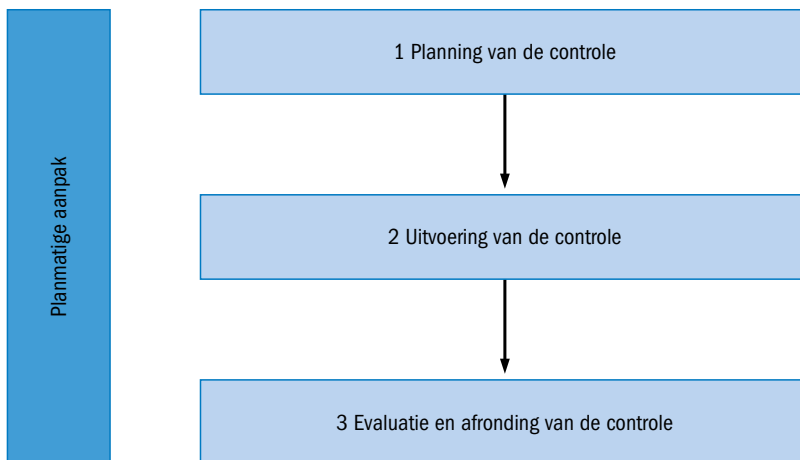 Planmatige aanpak
1 Planning van de controle
2 Uitvoering van de controle
3 Evaluatie en afronding van de controle